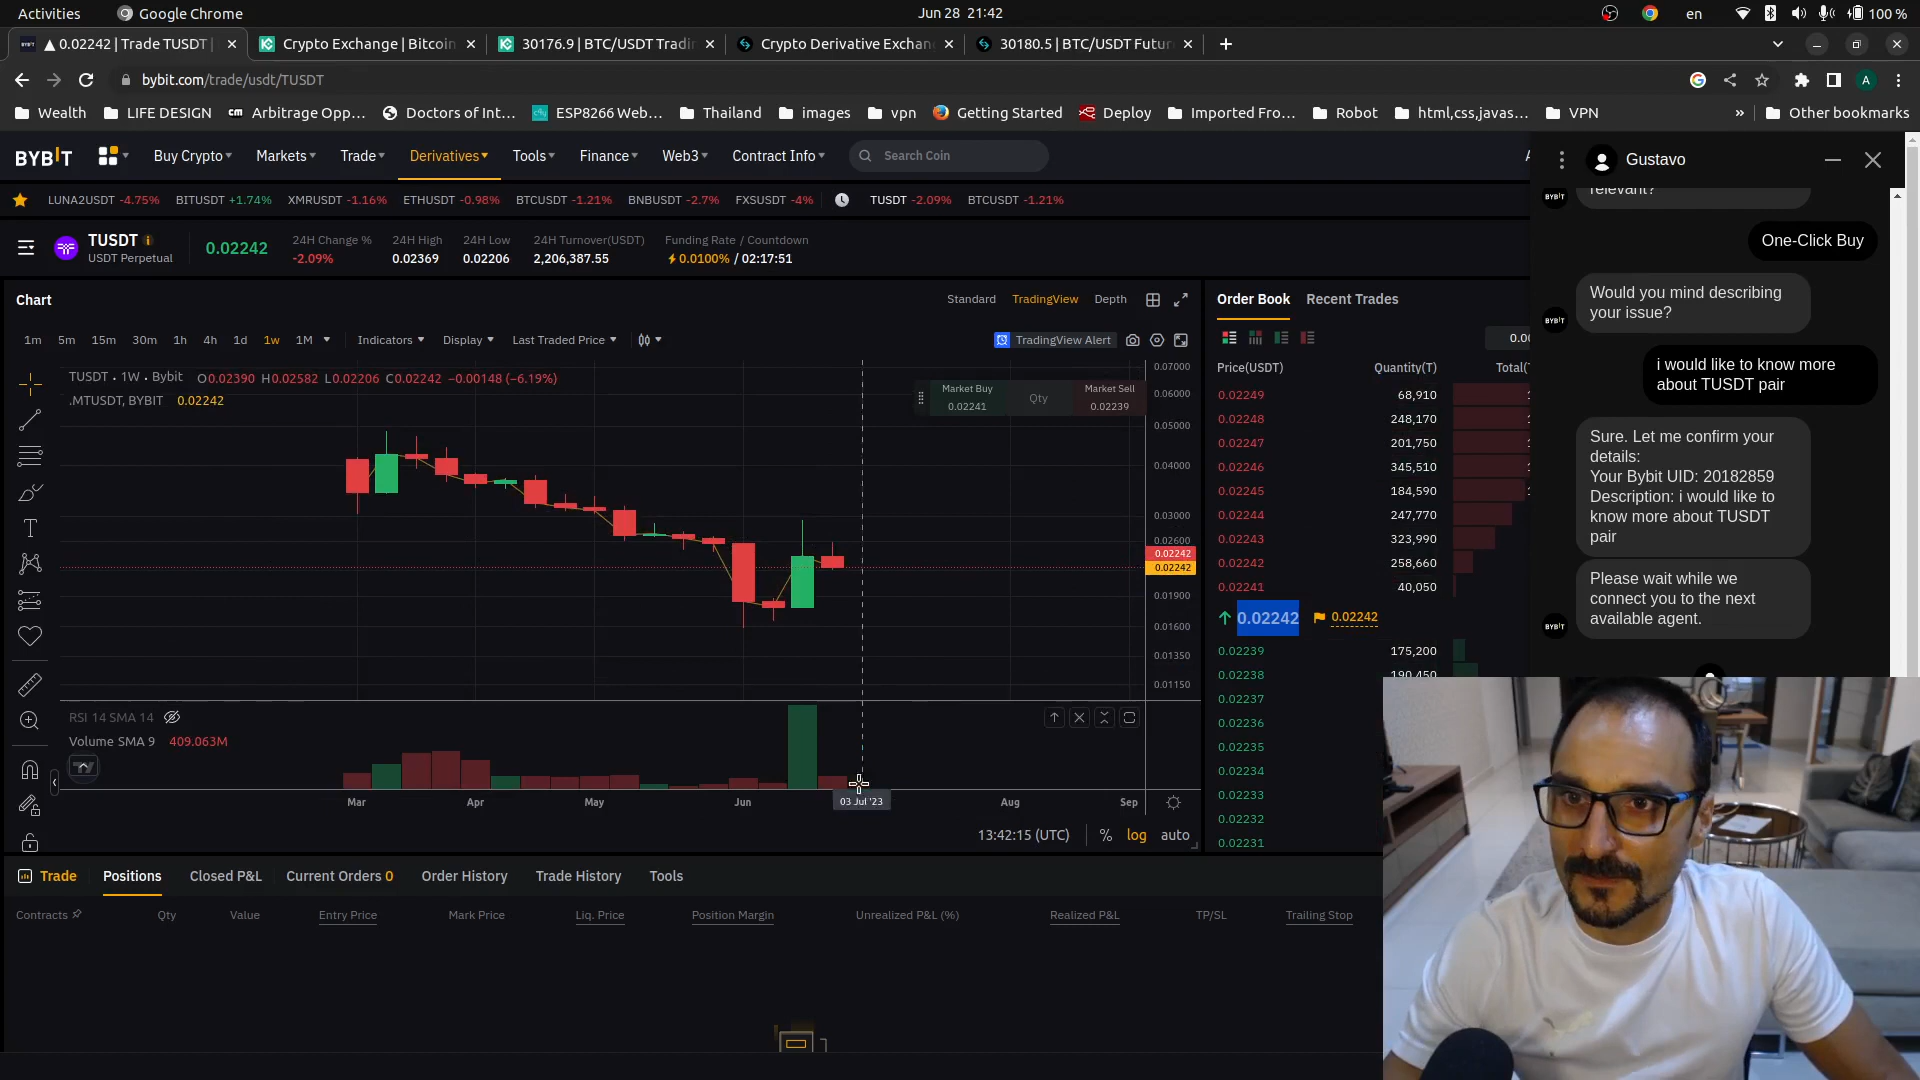 Activities
Google Chrome
Jun 28 21:42
en
100 %
▲ 0.02242 | Trade TUSDT |
Crypto Exchange | Bitcoin
30176.9 | BTC/USDT Tradi
Crypto Derivative Exchan
30180.5 | BTC/USDT Futu
bybit.com/trade/usdt/TUSDT
A
Wealth
LIFE DESIGN
cm Arbitrage Opp...
Doctors of Int...
ESP8266 Web...
Thailand
images
vpn
Getting Started
Deploy
Imported Fro...
Robot
html,css,javas...
VPN
»
Other bookmarks
BYBIT
Buy Crypto
Markets
Trade
Derivatives
Tools
Finance
Web3
Contract Info
Search Coin
Gustavo
LUNA2USDT -4.75%
BITUSDT +1.74%
XMRUSDT -1.16%
ETHUSDT -0.98%
BTCUSDT -1.21%
BNBUSDT -2.7%
FXSUSDT -4%
TUSDT -2.09%
BTCUSDT -1.21%
TUSDT
USDT Perpetual
0.02242
24H Change %
-2.09%
24H High
0.02369
24H Low
0.02206
24H Turnover(USDT)
2,206,387.55
Funding Rate / Countdown
0.0100% / 02:17:51
Chart
Standard
TradingView
Depth
1m
5m
15m
30m
1h
4h
1d
1w
1M
Indicators
Display
Last Traded Price
TradingView Alert
TUSDT · 1W · Bybit O0.02390 H0.02582 L0.02206 C0.02242 −0.00148 (−6.19%)
.MTUSDT, BYBIT 0.02242
Market Buy
0.02241
Qty
Market Sell
0.02239
0.07000
0.06000
0.05000
0.04000
0.03000
0.02600
0.02242
0.02242
0.01900
0.01600
0.01350
0.01150
RSI 14 SMA 14
Volume SMA 9 409.063M
Mar
Apr
May
Jun
03 Jul '23
Aug
Sep
13:42:15 (UTC)
%
log
auto
Order Book
Recent Trades
0.00
Price(USDT)
Quantity(T)
Total(
0.02249 68,910
0.02248 248,170
0.02247 201,750
0.02246 345,510
0.02245 184,590
0.02244 247,770
0.02243 323,990
0.02242 258,660
0.02241 40,050
0.02242
0.02242
0.02239 175,200
0.02238 190,450
0.02237
0.02236
0.02235
0.02234
0.02233
0.02232
0.02231
relevant?
BYBIT
One-Click Buy
Would you mind describing
your issue?
BYBIT
i would like to know more
about TUSDT pair
Sure. Let me confirm your
details:
Your Bybit UID: 20182859
Description: i would like to
know more about TUSDT
pair
Please wait while we
connect you to the next
available agent.
BYBIT
Trade
Positions
Closed P&L
Current Orders 0
Order History
Trade History
Tools
Contracts
Qty
Value
Entry Price
Mark Price
Liq. Price
Position Margin
Unrealized P&L (%)
Realized P&L
TP/SL
Trailing Stop